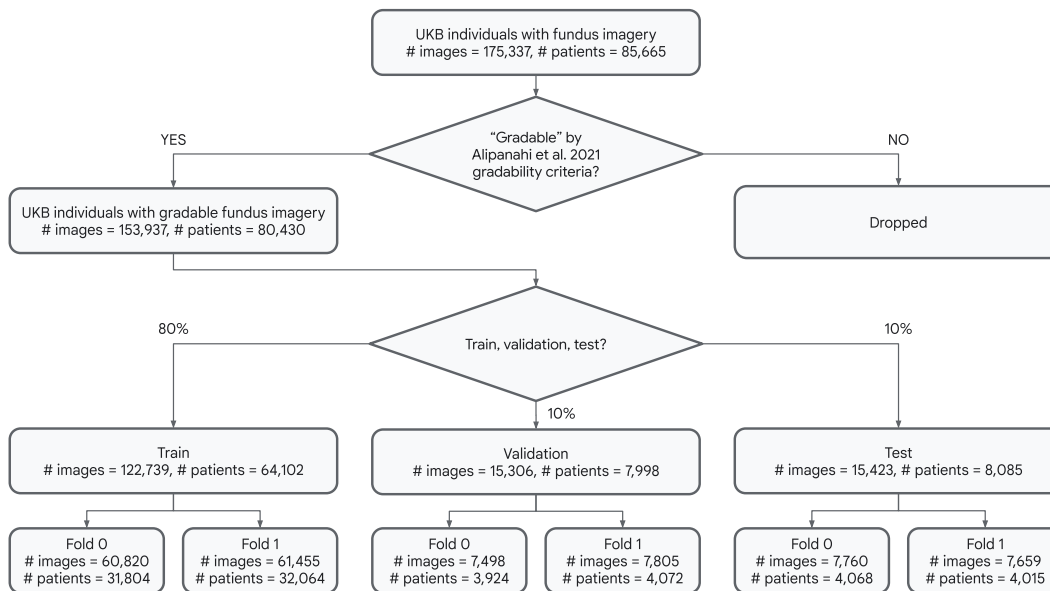 UKB individuals with fundus imagery
# images = 175,337, # patients = 85,665
“Gradable” by
Alipanahi et al. 2021
gradability criteria?
YES
NO
UKB individuals with gradable fundus imagery
# images = 153,937, # patients = 80,430
Dropped
Train, validation, test?
80%
10%
10%
Train
# images = 122,739, # patients = 64,102
Validation
# images = 15,306, # patients = 7,998
Test
# images = 15,423, # patients = 8,085
Fold 0
# images = 60,820
# patients = 31,804
Fold 1
# images = 61,455
# patients = 32,064
Fold 0
# images = 7,498
# patients = 3,924
Fold 1
# images = 7,805
# patients = 4,072
Fold 0
# images = 7,760
# patients = 4,068
Fold 1
# images = 7,659
# patients = 4,015